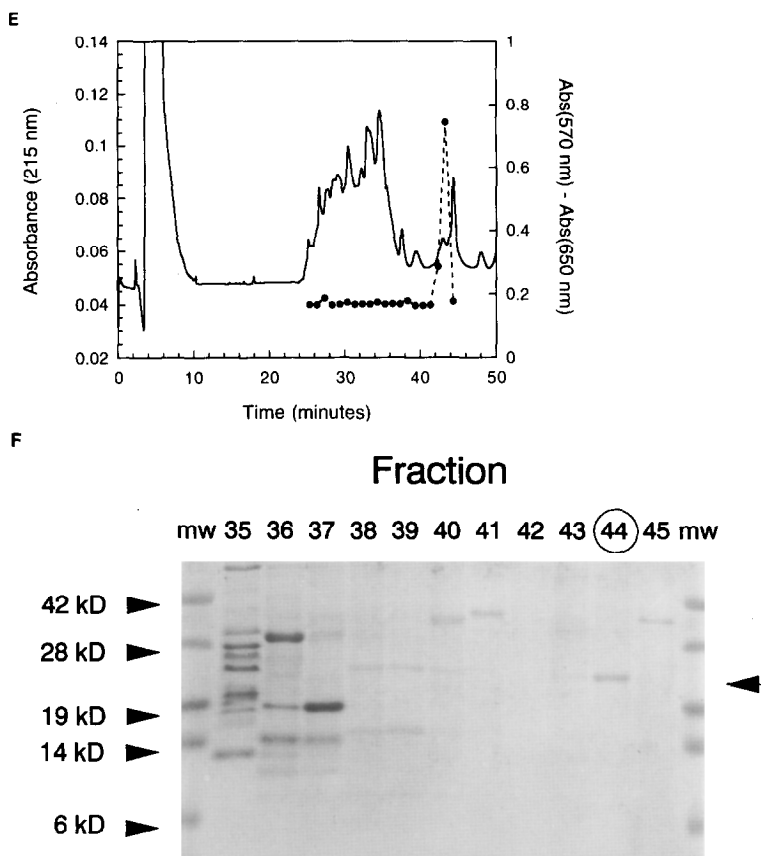 E
0.14
0.12
0.1
0.08
0.06
0.04
0.02
Absorbance (215 nm)
1
0.8
0.6
0.4
0.2
0
Abs(570 nm) - Abs(650 nm)
0 10 20 30 40 50
Time (minutes)
F
Fraction
mw 35 36 37 38 39 40 41 42 43 44 45 mw
42 kD
28 kD
19 kD
14 kD
6 kD